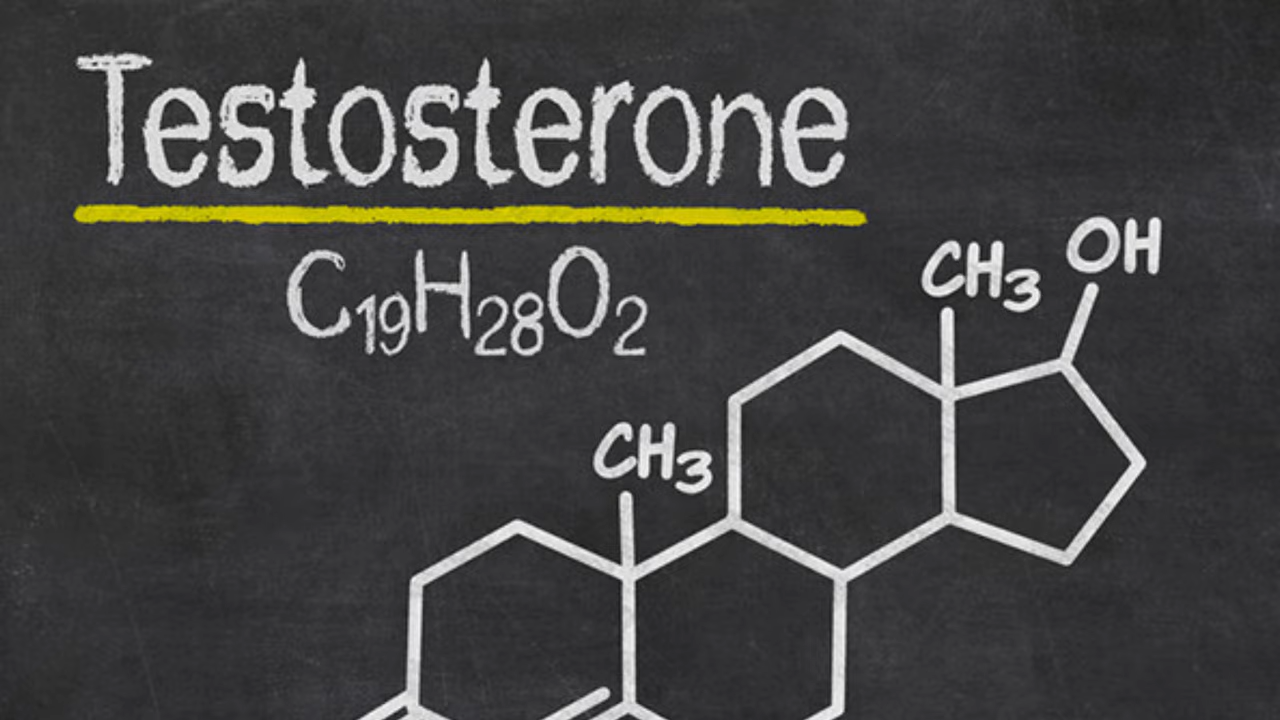 Testosterone
C₁₉H₂₈O₂
OH
CH₃
CH₃